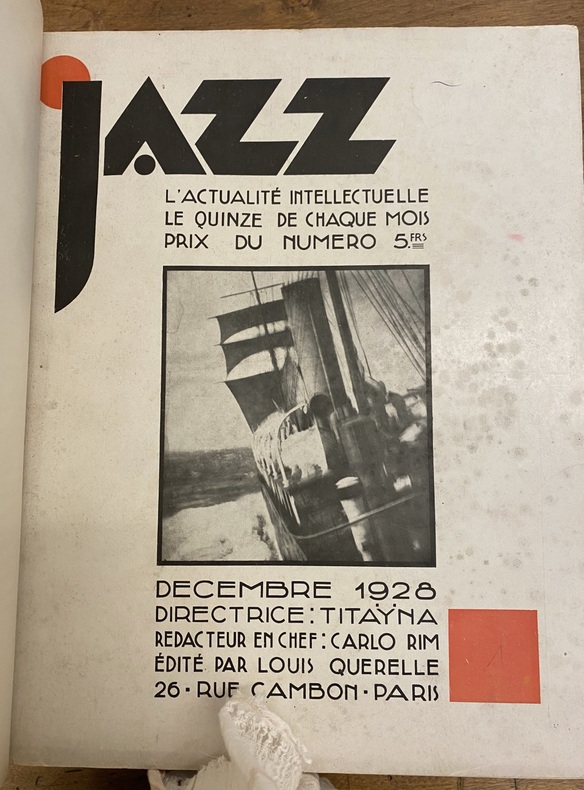 JAZZ
L'ACTUALITÉ INTELLECTUELLE
LE QUINZE DE CHAQUE MOIS
PRIX DU NUMERO 5.FRS
DECEMBRE 1928
DIRECTRICE: TITAŸNA
REDACTEUR EN CHEF: CARLO RIM
ÉDITÉ PAR LOUIS QUERELLE
26 · RUE CAMBON · PARIS